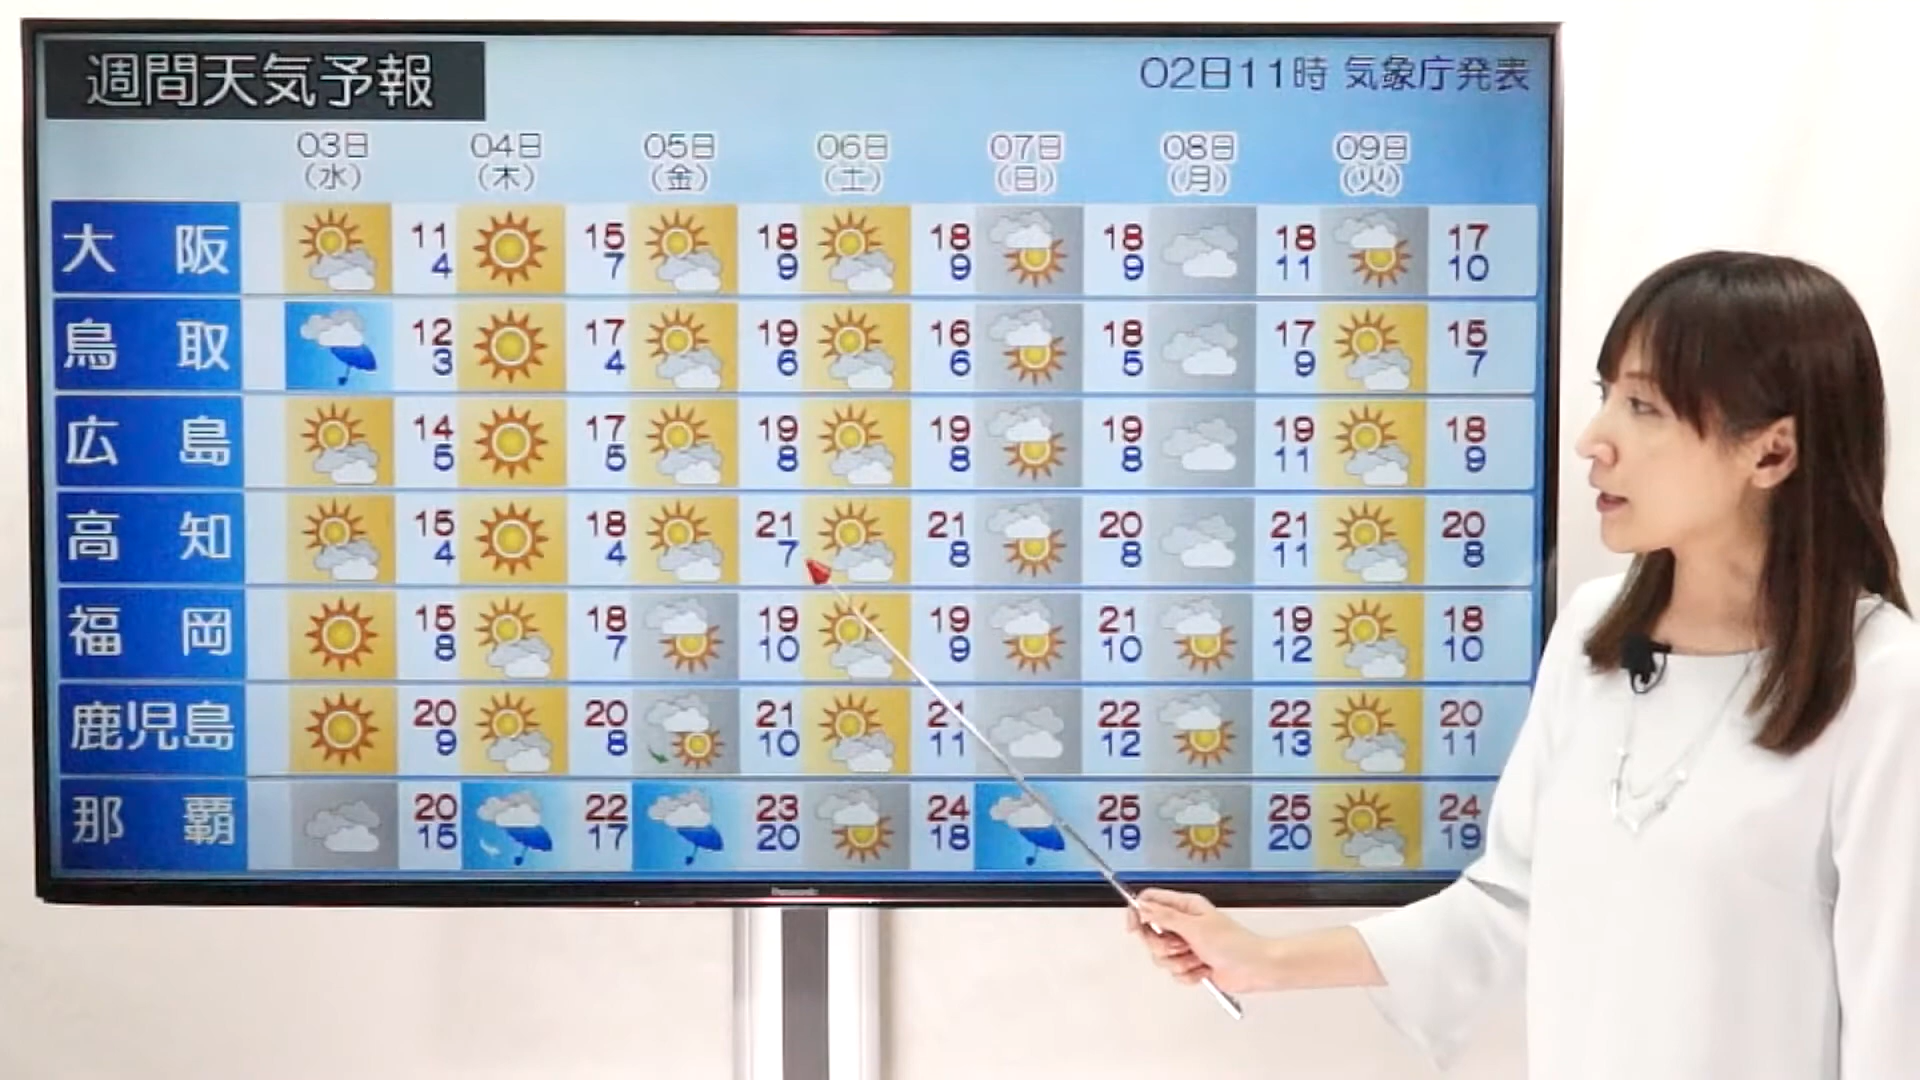 週間天気予報
02日11時 気象庁発表
03日 04日 05日 06日 07日 08日 09日
(水) (木) (金) (土) (日) (月) (火)
大阪 11 15 18 18 18 18 17
4 7 9 9 9 11 10
鳥取 12 17 19 16 18 17 15
3 4 6 6 5 9 7
広島 14 17 19 19 19 19 18
5 5 8 8 8 11 9
高知 15 18 21 21 20 21 20
4 4 7 8 8 11 8
福岡 15 18 19 19 21 19 18
8 7 10 9 10 12 10
鹿児島 20 20 21 21 22 22 20
9 8 10 11 12 13 11
那覇 20 22 23 24 25 25 24
15 17 20 18 19 20 19
Panasonic